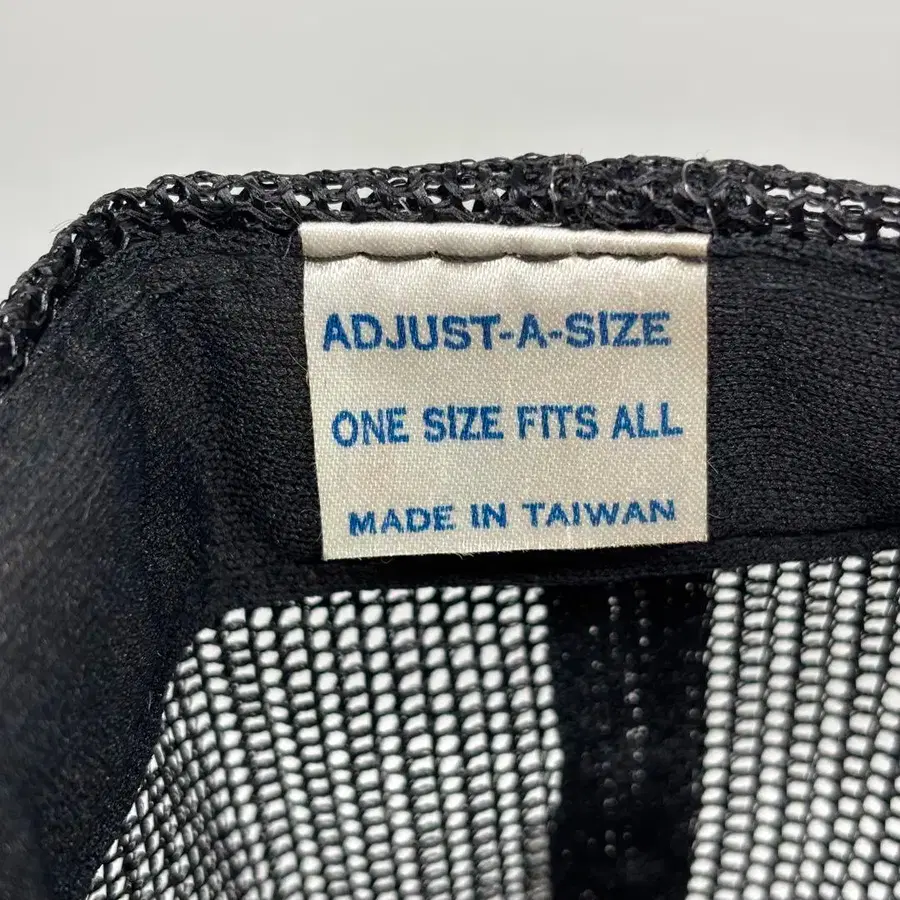 ADJUST-A-SIZE
ONE SIZE FITS ALL
MADE IN TAIWAN